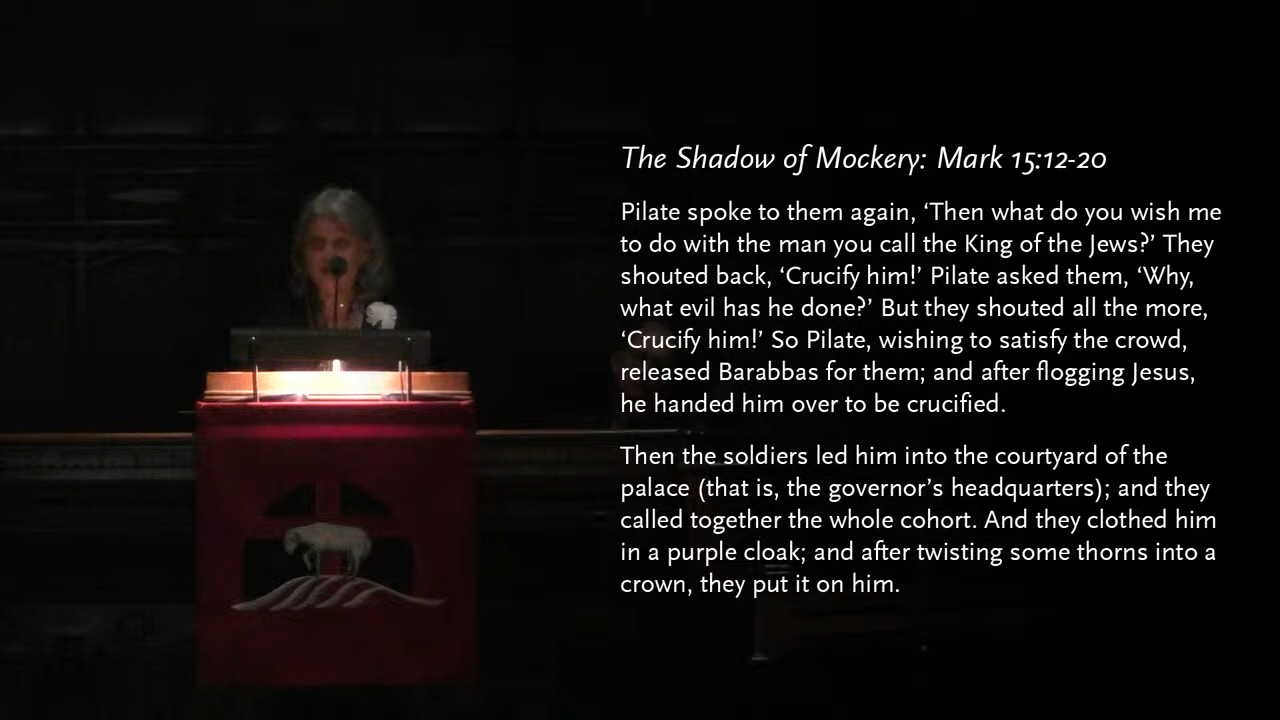 The Shadow of Mockery: Mark 15:12-20
Pilate spoke to them again, ‘Then what do you wish me
to do with the man you call the King of the Jews?’ They
shouted back, ‘Crucify him!’ Pilate asked them, ‘Why,
what evil has he done?’ But they shouted all the more,
‘Crucify him!’ So Pilate, wishing to satisfy the crowd,
released Barabbas for them; and after flogging Jesus,
he handed him over to be crucified.
Then the soldiers led him into the courtyard of the
palace (that is, the governor’s headquarters); and they
called together the whole cohort. And they clothed him
in a purple cloak; and after twisting some thorns into a
crown, they put it on him.